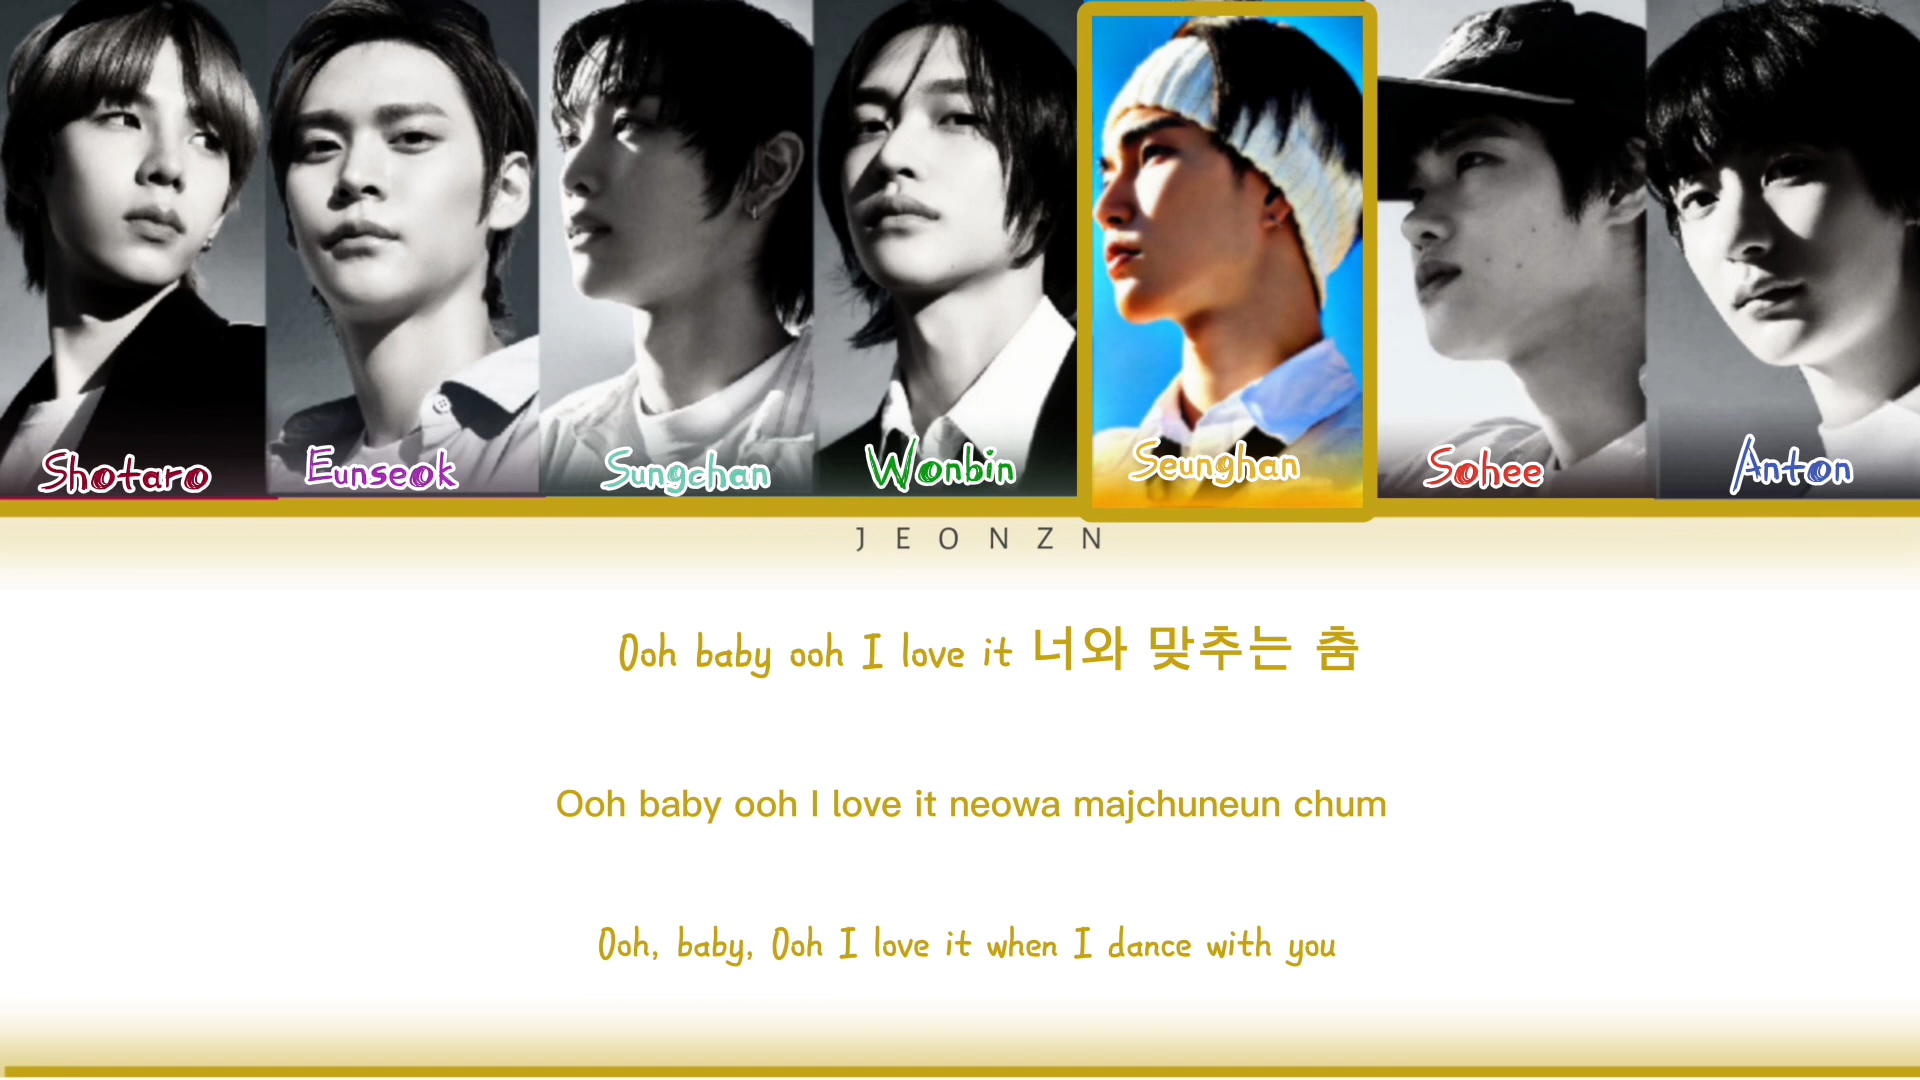 Shotaro Eunseok Sungchan Wonbin Seunghan Sohee Anton
JEONZN
Ooh baby ooh I love it 너와 맞추는 춤
Ooh baby ooh I love it neowa majchuneun chum
Ooh, baby, Ooh I love it when I dance with you